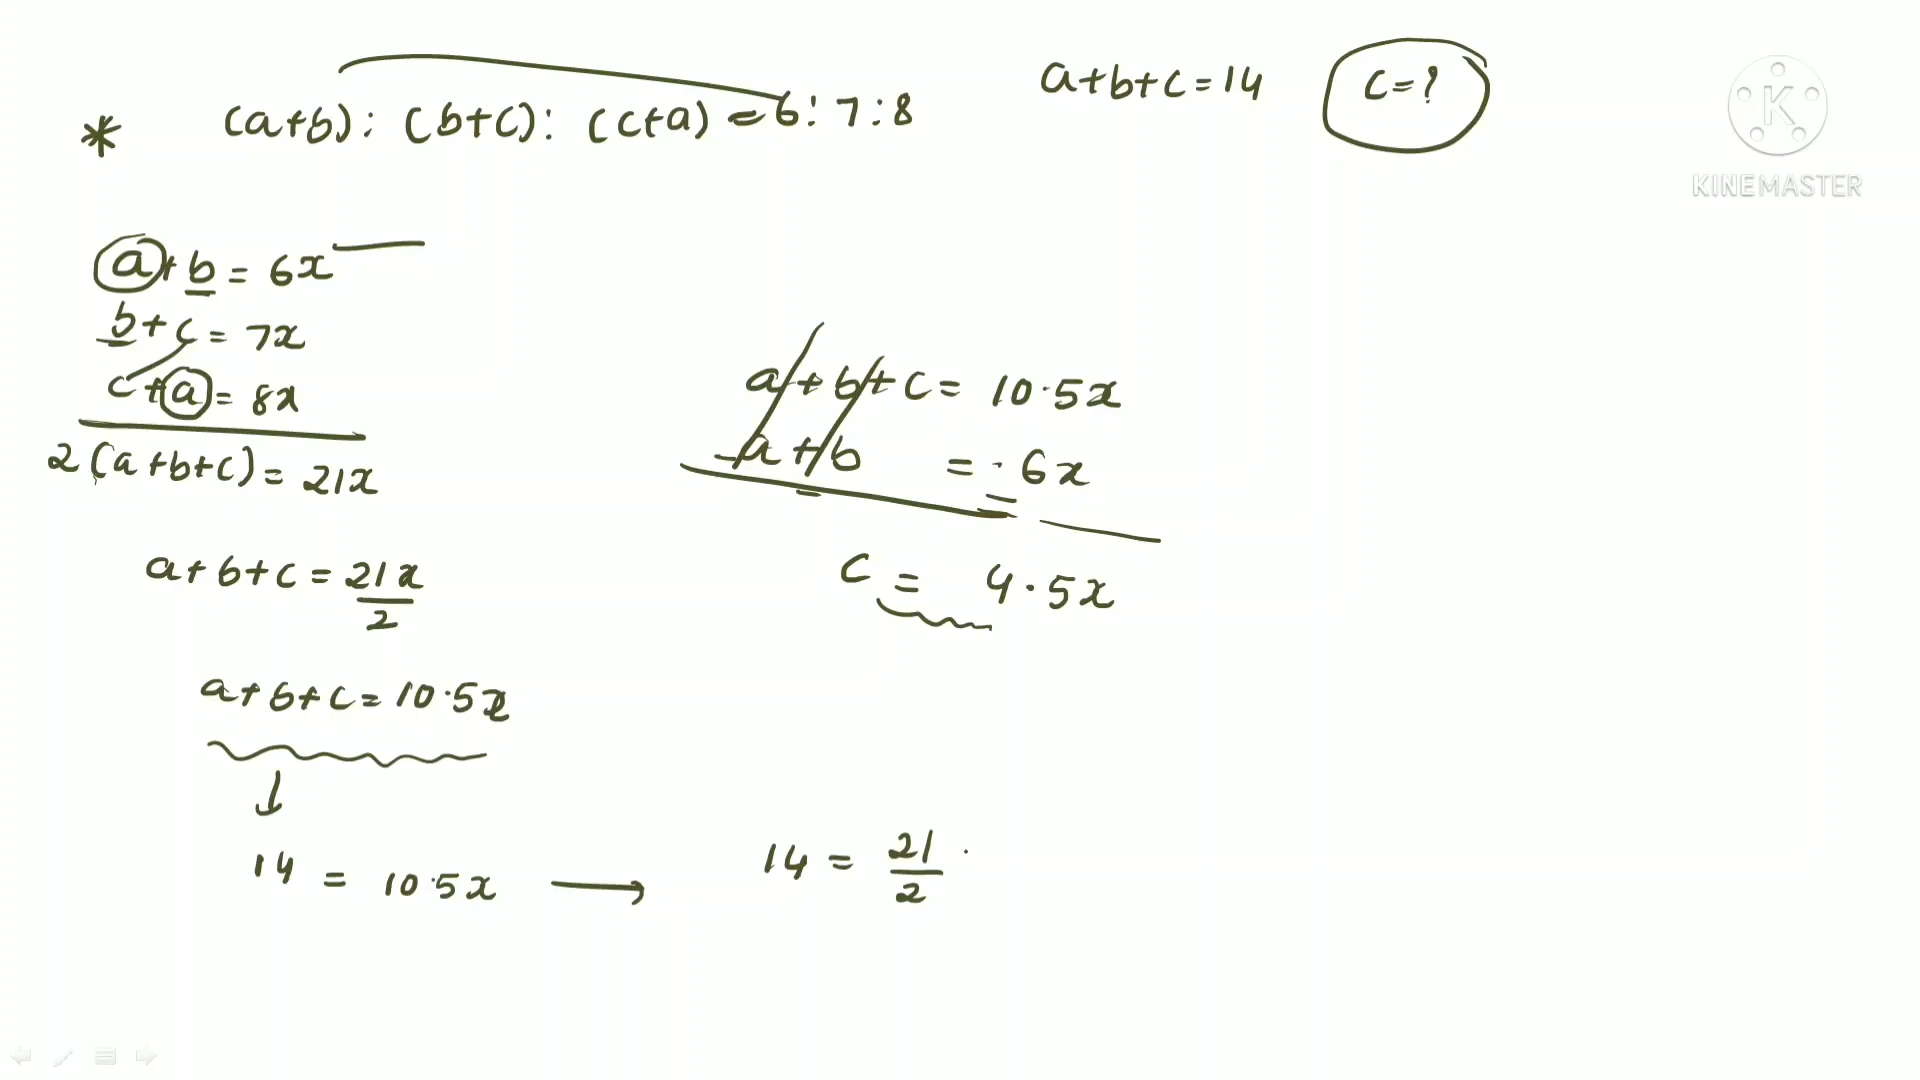 * (a+b) : (b+c) : (c+a) = 6 : 7 : 8
a+b+c = 14
c = ?
KINEMASTER
a + b = 6x
b + c = 7x
c + a = 8x
2(a+b+c) = 21x
a+b+c = 21x/2
a+b+c = 10.5x
14 = 10.5x →
a+b+c = 10.5x
-a+b = - 6x
c = 4.5x
14 = 21/2 .